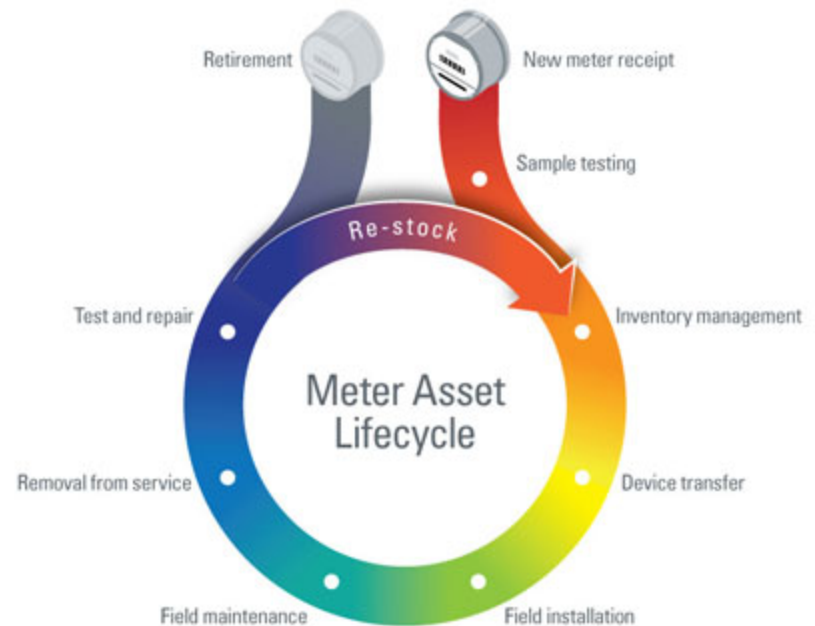 Retirement
New meter receipt
Sample testing
Re-stock
Test and repair
Inventory management
Meter Asset
Lifecycle
Removal from service
Device transfer
Field maintenance
Field installation